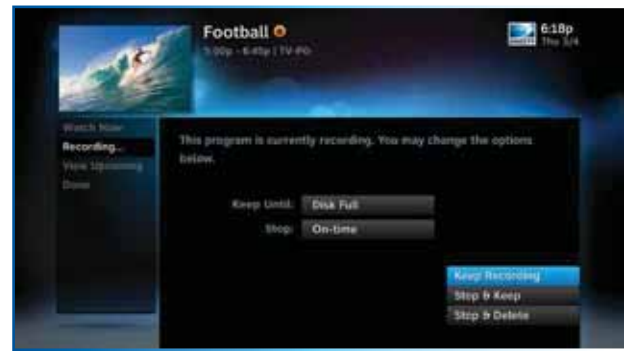 Football
5:00p - 6:45p | TV-PG
6:18p
Thu 3/4
Watch Now
Recording...
View Upcoming
Done
This program is currently recording. You may change the options
below.
Keep Until: Disk Full
Stop: On-time
Keep Recording
Stop & Keep
Stop & Delete